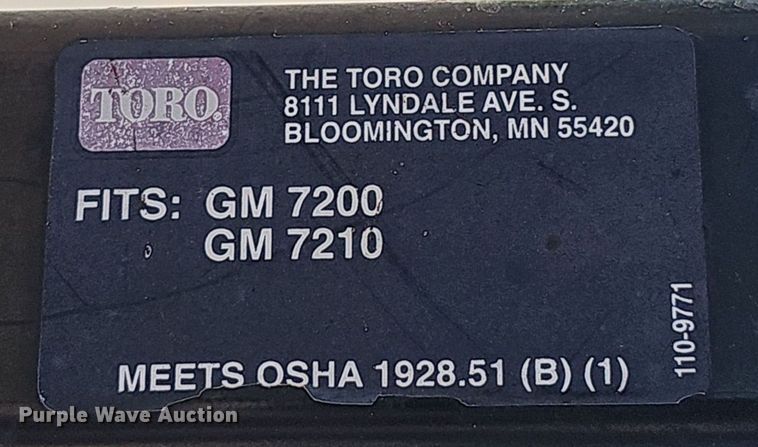 TORO®
THE TORO COMPANY
8111 LYNDALE AVE. S.
BLOOMINGTON, MN 55420
FITS: GM 7200
GM 7210
110-9771
MEETS OSHA 1928.51 (B) (1)
Purple Wave Auction